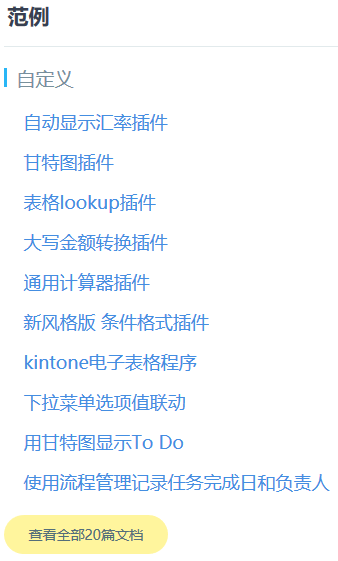 范例
自定义
自动显示汇率插件
甘特图插件
表格lookup插件
大写金额转换插件
通用计算器插件
新风格版 条件格式插件
kintone电子表格程序
下拉菜单选项值联动
用甘特图显示To Do
使用流程管理记录任务完成日和负责人
查看全部20篇文档